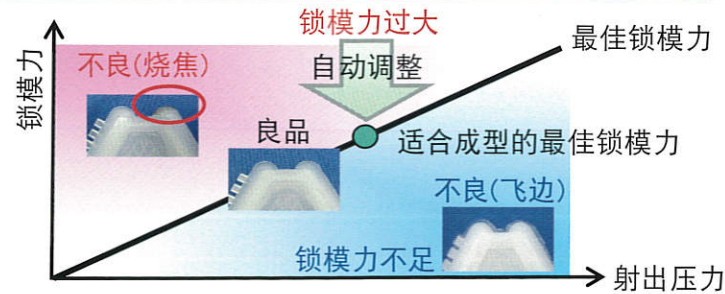 锁模力过大
最佳锁模力
不良(烧焦)
自动调整
锁模力
良品
适合成型的最佳锁模力
不良(飞边)
锁模力不足
射出压力